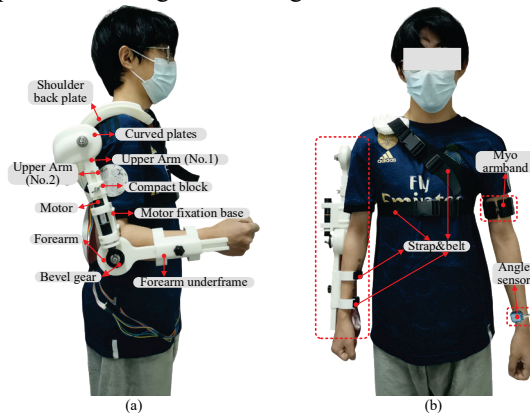 Shoulder
back plate
Curved plates
Upper Arm (No.1)
Upper Arm
(No.2)
Compact block
Motor
Motor fixation base
Forearm
Bevel gear
Forearm underframe
(a)
adidas
Fly
Emirates
Myo
armband
Strap&belt
Angle
sensor
(b)